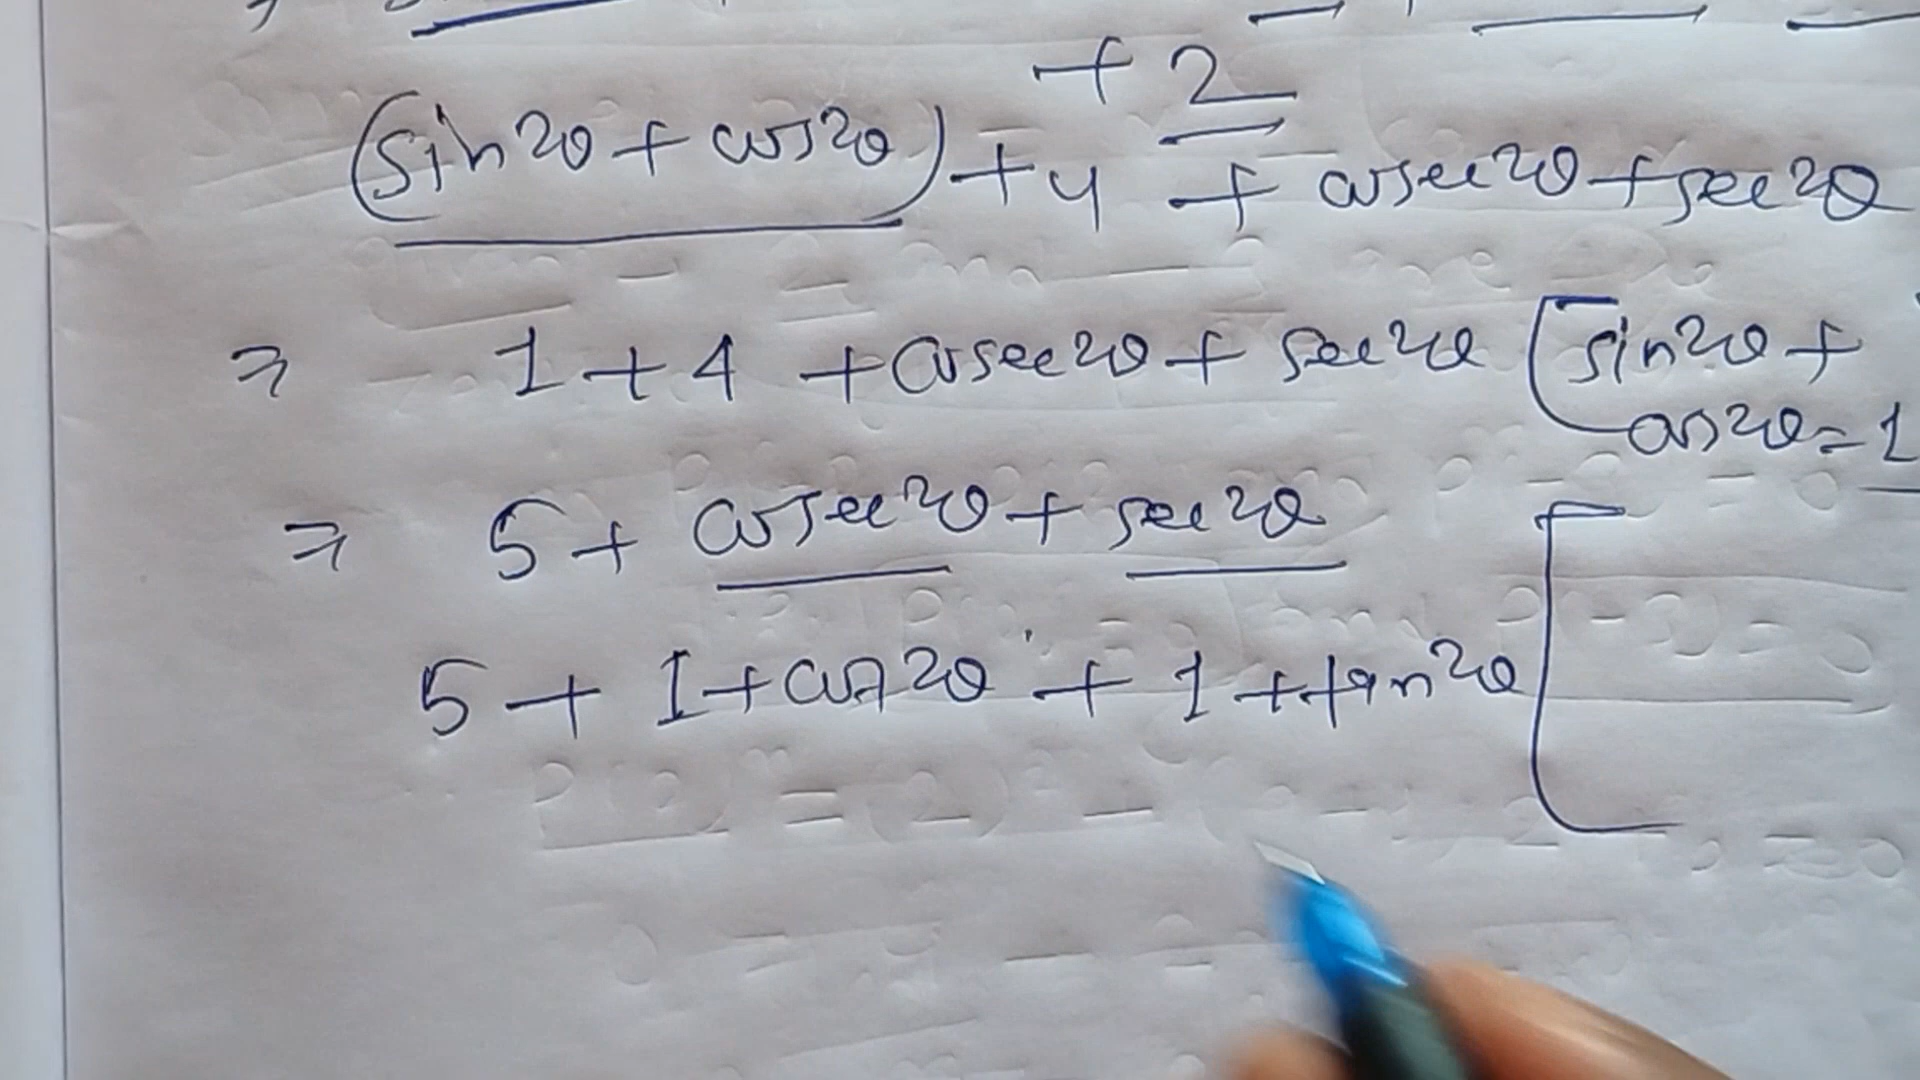 + 2
(sin²θ + cos²θ) + 4 + cosec²θ + sec²θ
⇒ 1 + 4 + cosec²θ + sec²θ [sin²θ +
cos²θ = 1
⇒ 5 + cosec²θ + sec²θ [
5 + 1 + cot²θ + 1 + tan²θ